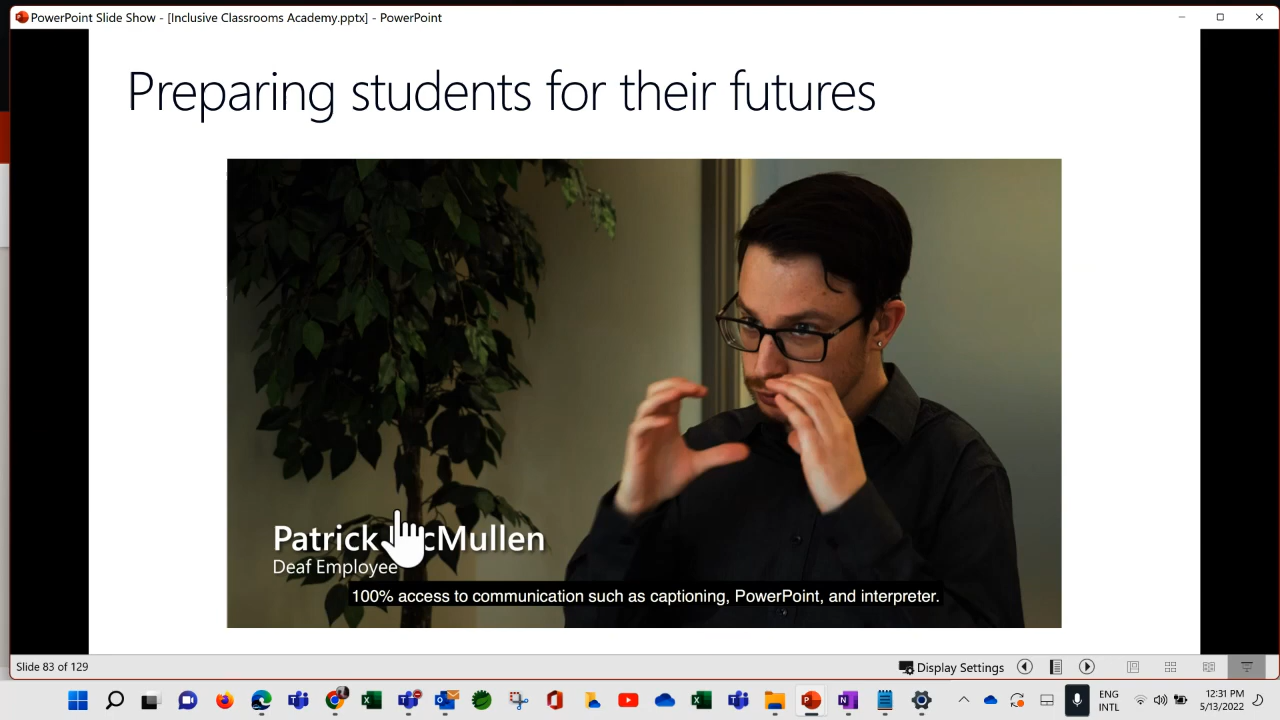 PowerPoint Slide Show - [Inclusive Classrooms Academy.pptx] - PowerPoint
Preparing students for their futures
Patrick cMullen
Deaf Employee
100% access to communication such as captioning, PowerPoint, and interpreter.
Slide 83 of 129
Display Settings
ENG
INTL
12:31 PM
5/13/2022